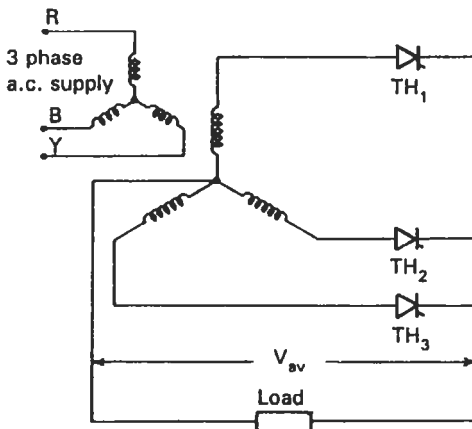 R
3 phase
a.c. supply
B
Y
TH1
TH2
TH3
Vav
Load